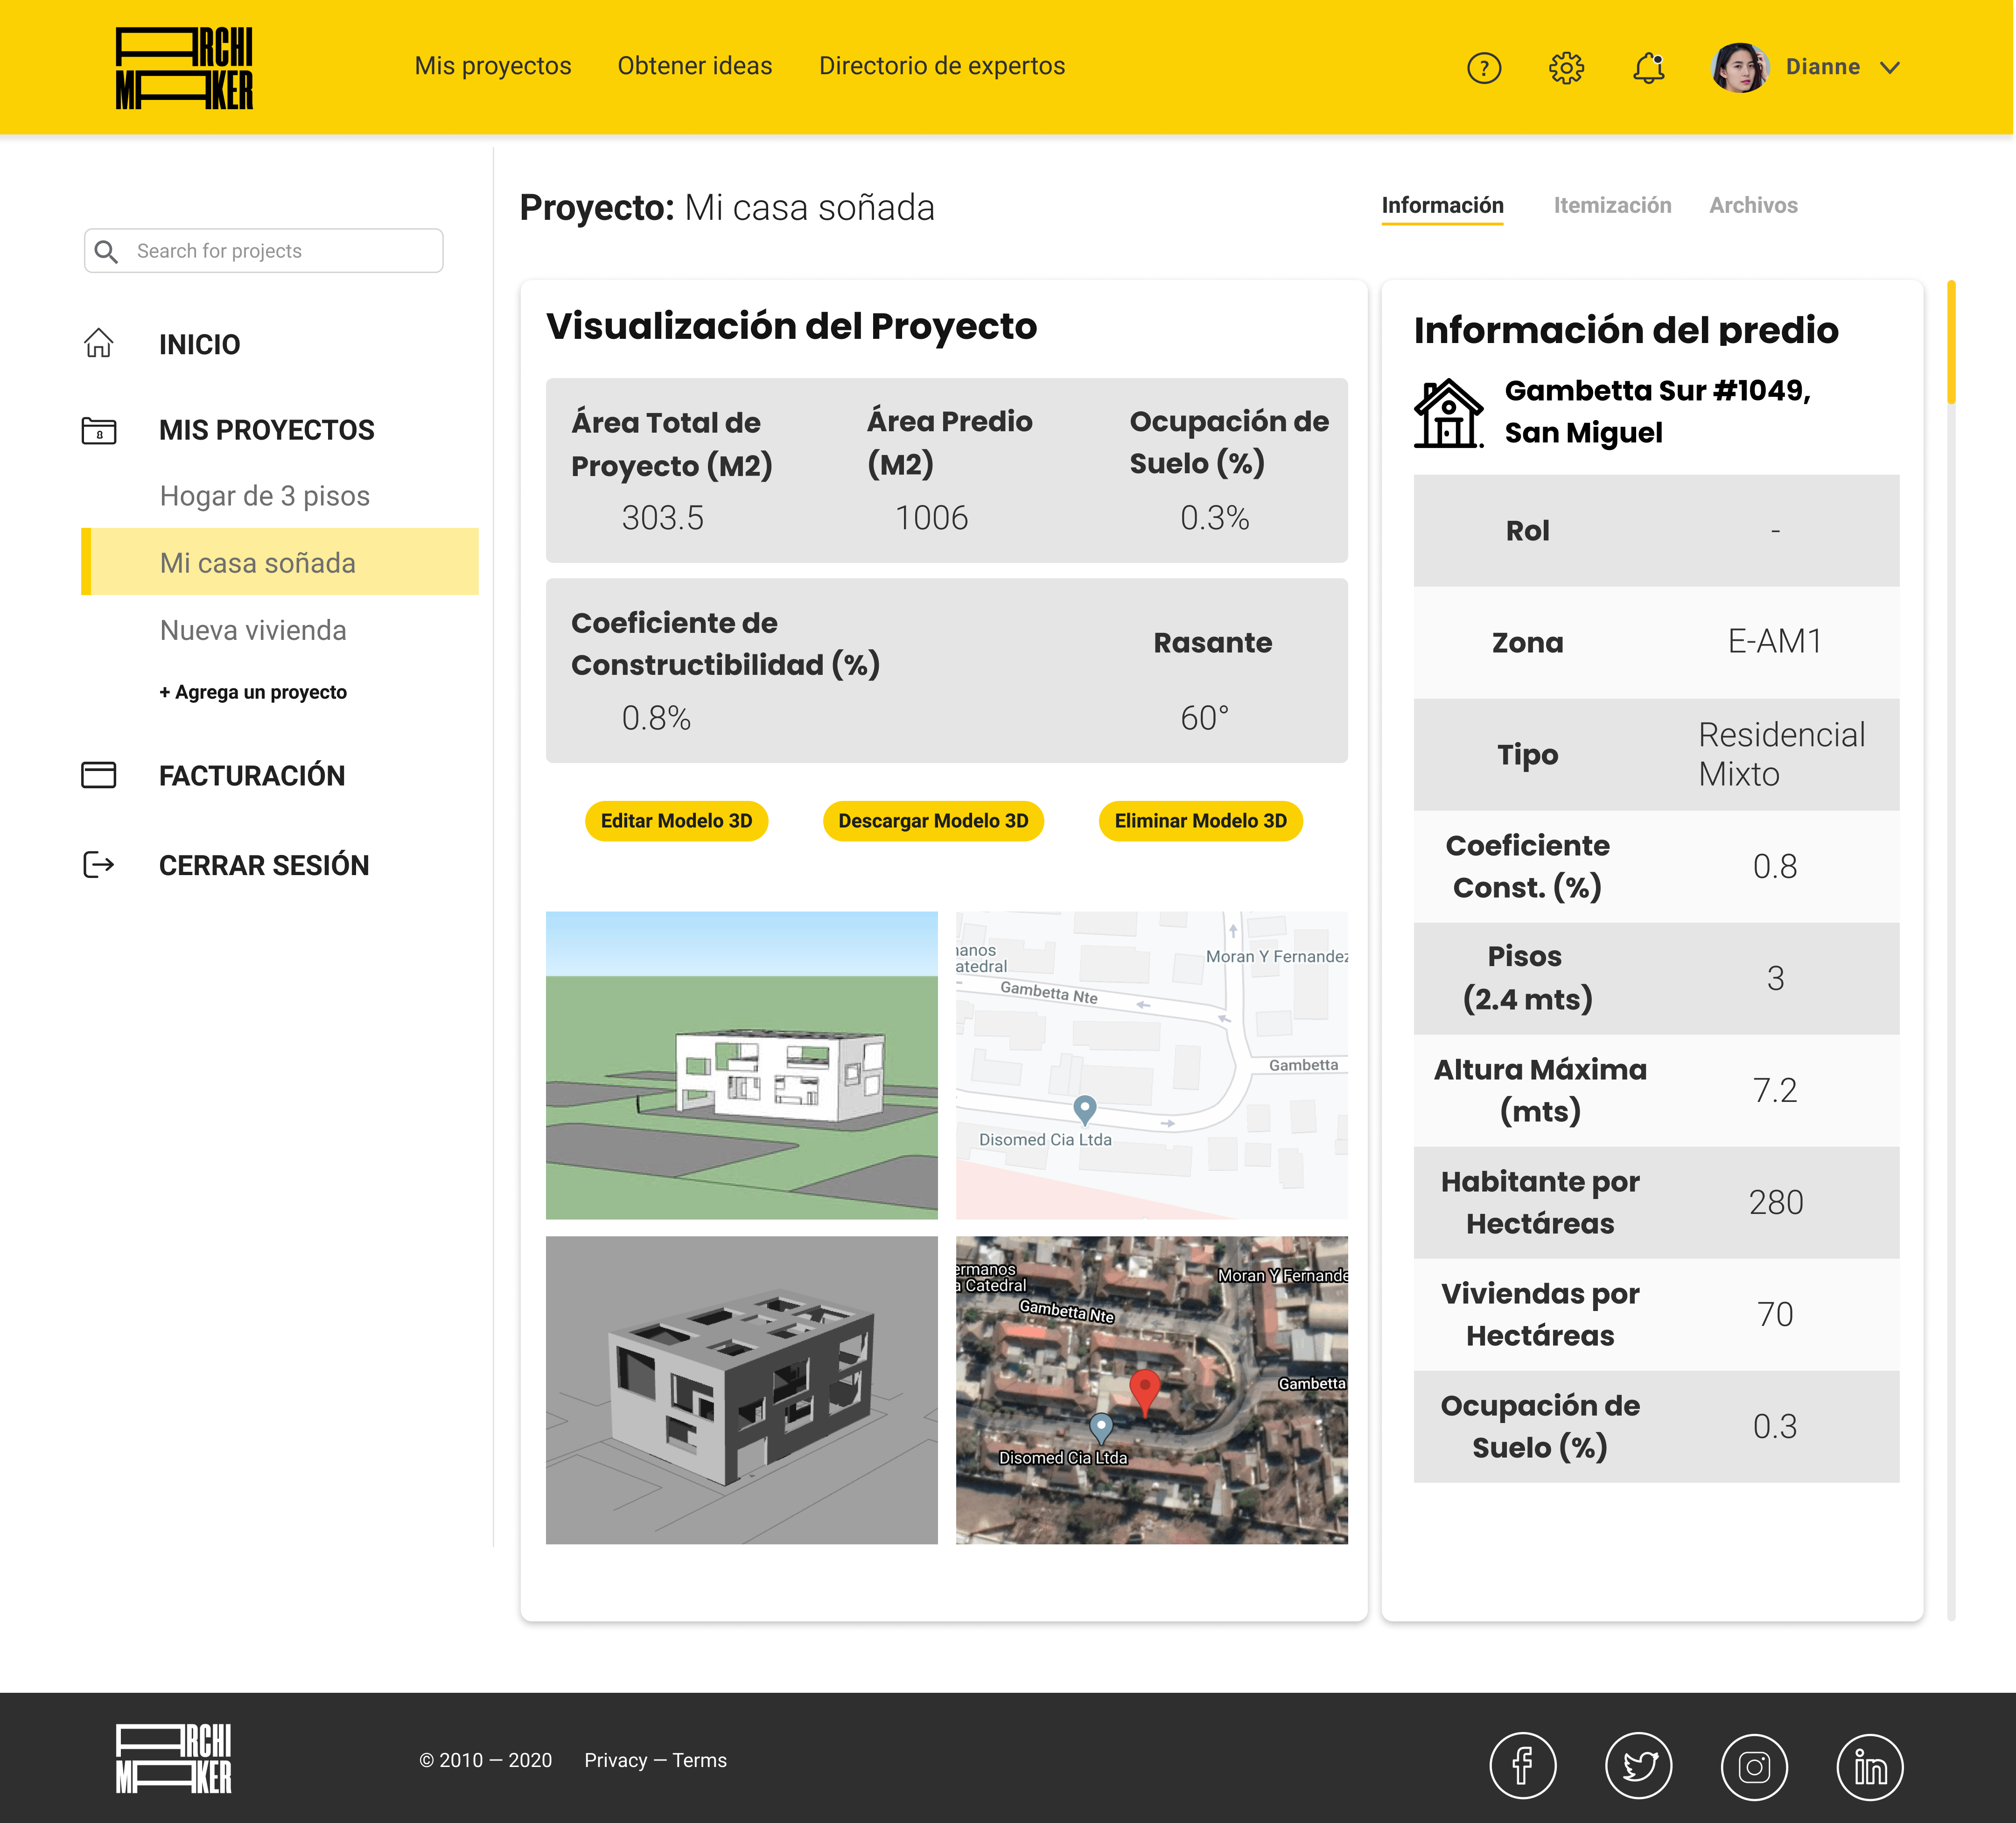 ARCHI
MAKER
Mis proyectos
Obtener ideas
Directorio de expertos
?
Dianne
Search for projects
INICIO
8
MIS PROYECTOS
Hogar de 3 pisos
Mi casa soñada
Nueva vivienda
+ Agrega un proyecto
FACTURACIÓN
CERRAR SESIÓN
Proyecto: Mi casa soñada
Información
Itemización
Archivos
Visualización del Proyecto
Área Total de
Proyecto (M2)
303.5
Área Predio
(M2)
1006
Ocupación de
Suelo (%)
0.3%
Coeficiente de
Constructibilidad (%)
0.8%
Rasante
60°
Editar Modelo 3D
Descargar Modelo 3D
Eliminar Modelo 3D
anos
atedral
Moran Y Fernandez
Gambetta Nte
Gambetta
Disomed Cia Ltda
ermanos
a Catedral
Moran Y Fernande
Gambetta Nte
Gambetta
Disomed Cia Ltda
Información del predio
Gambetta Sur #1049,
San Miguel
Rol
-
Zona
E-AM1
Tipo
Residencial
Mixto
Coeficiente
Const. (%)
0.8
Pisos
(2.4 mts)
3
Altura Máxima
(mts)
7.2
Habitante por
Hectáreas
280
Viviendas por
Hectáreas
70
Ocupación de
Suelo (%)
0.3
ARCHI
MAKER
© 2010 — 2020
Privacy — Terms
f
in